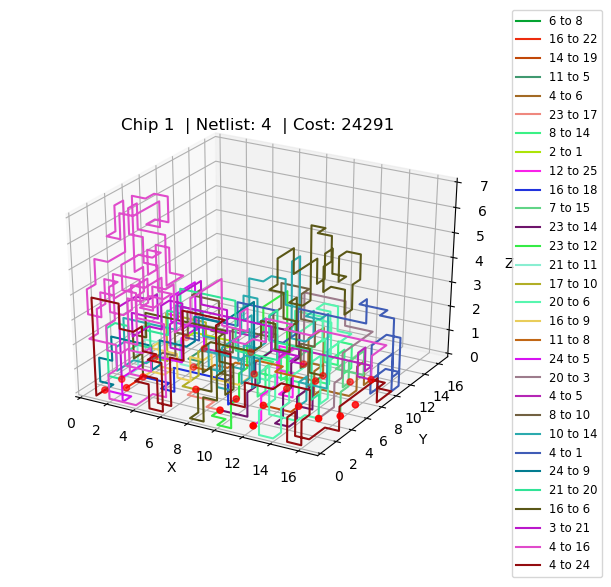 Chip 1 | Netlist: 4 | Cost: 24291
6 to 8
16 to 22
14 to 19
11 to 5
4 to 6
23 to 17
8 to 14
2 to 1
12 to 25
16 to 18
7 to 15
23 to 14
23 to 12
21 to 11
17 to 10
20 to 6
16 to 9
11 to 8
24 to 5
20 to 3
4 to 5
8 to 10
10 to 14
4 to 1
24 to 9
21 to 20
16 to 6
3 to 21
4 to 16
4 to 24
7
6
5
4
3
2
1
0
Z
0 2 4 6 8 10 12 14 16
X
0 2 4 6 8 10 12 14 16
Y